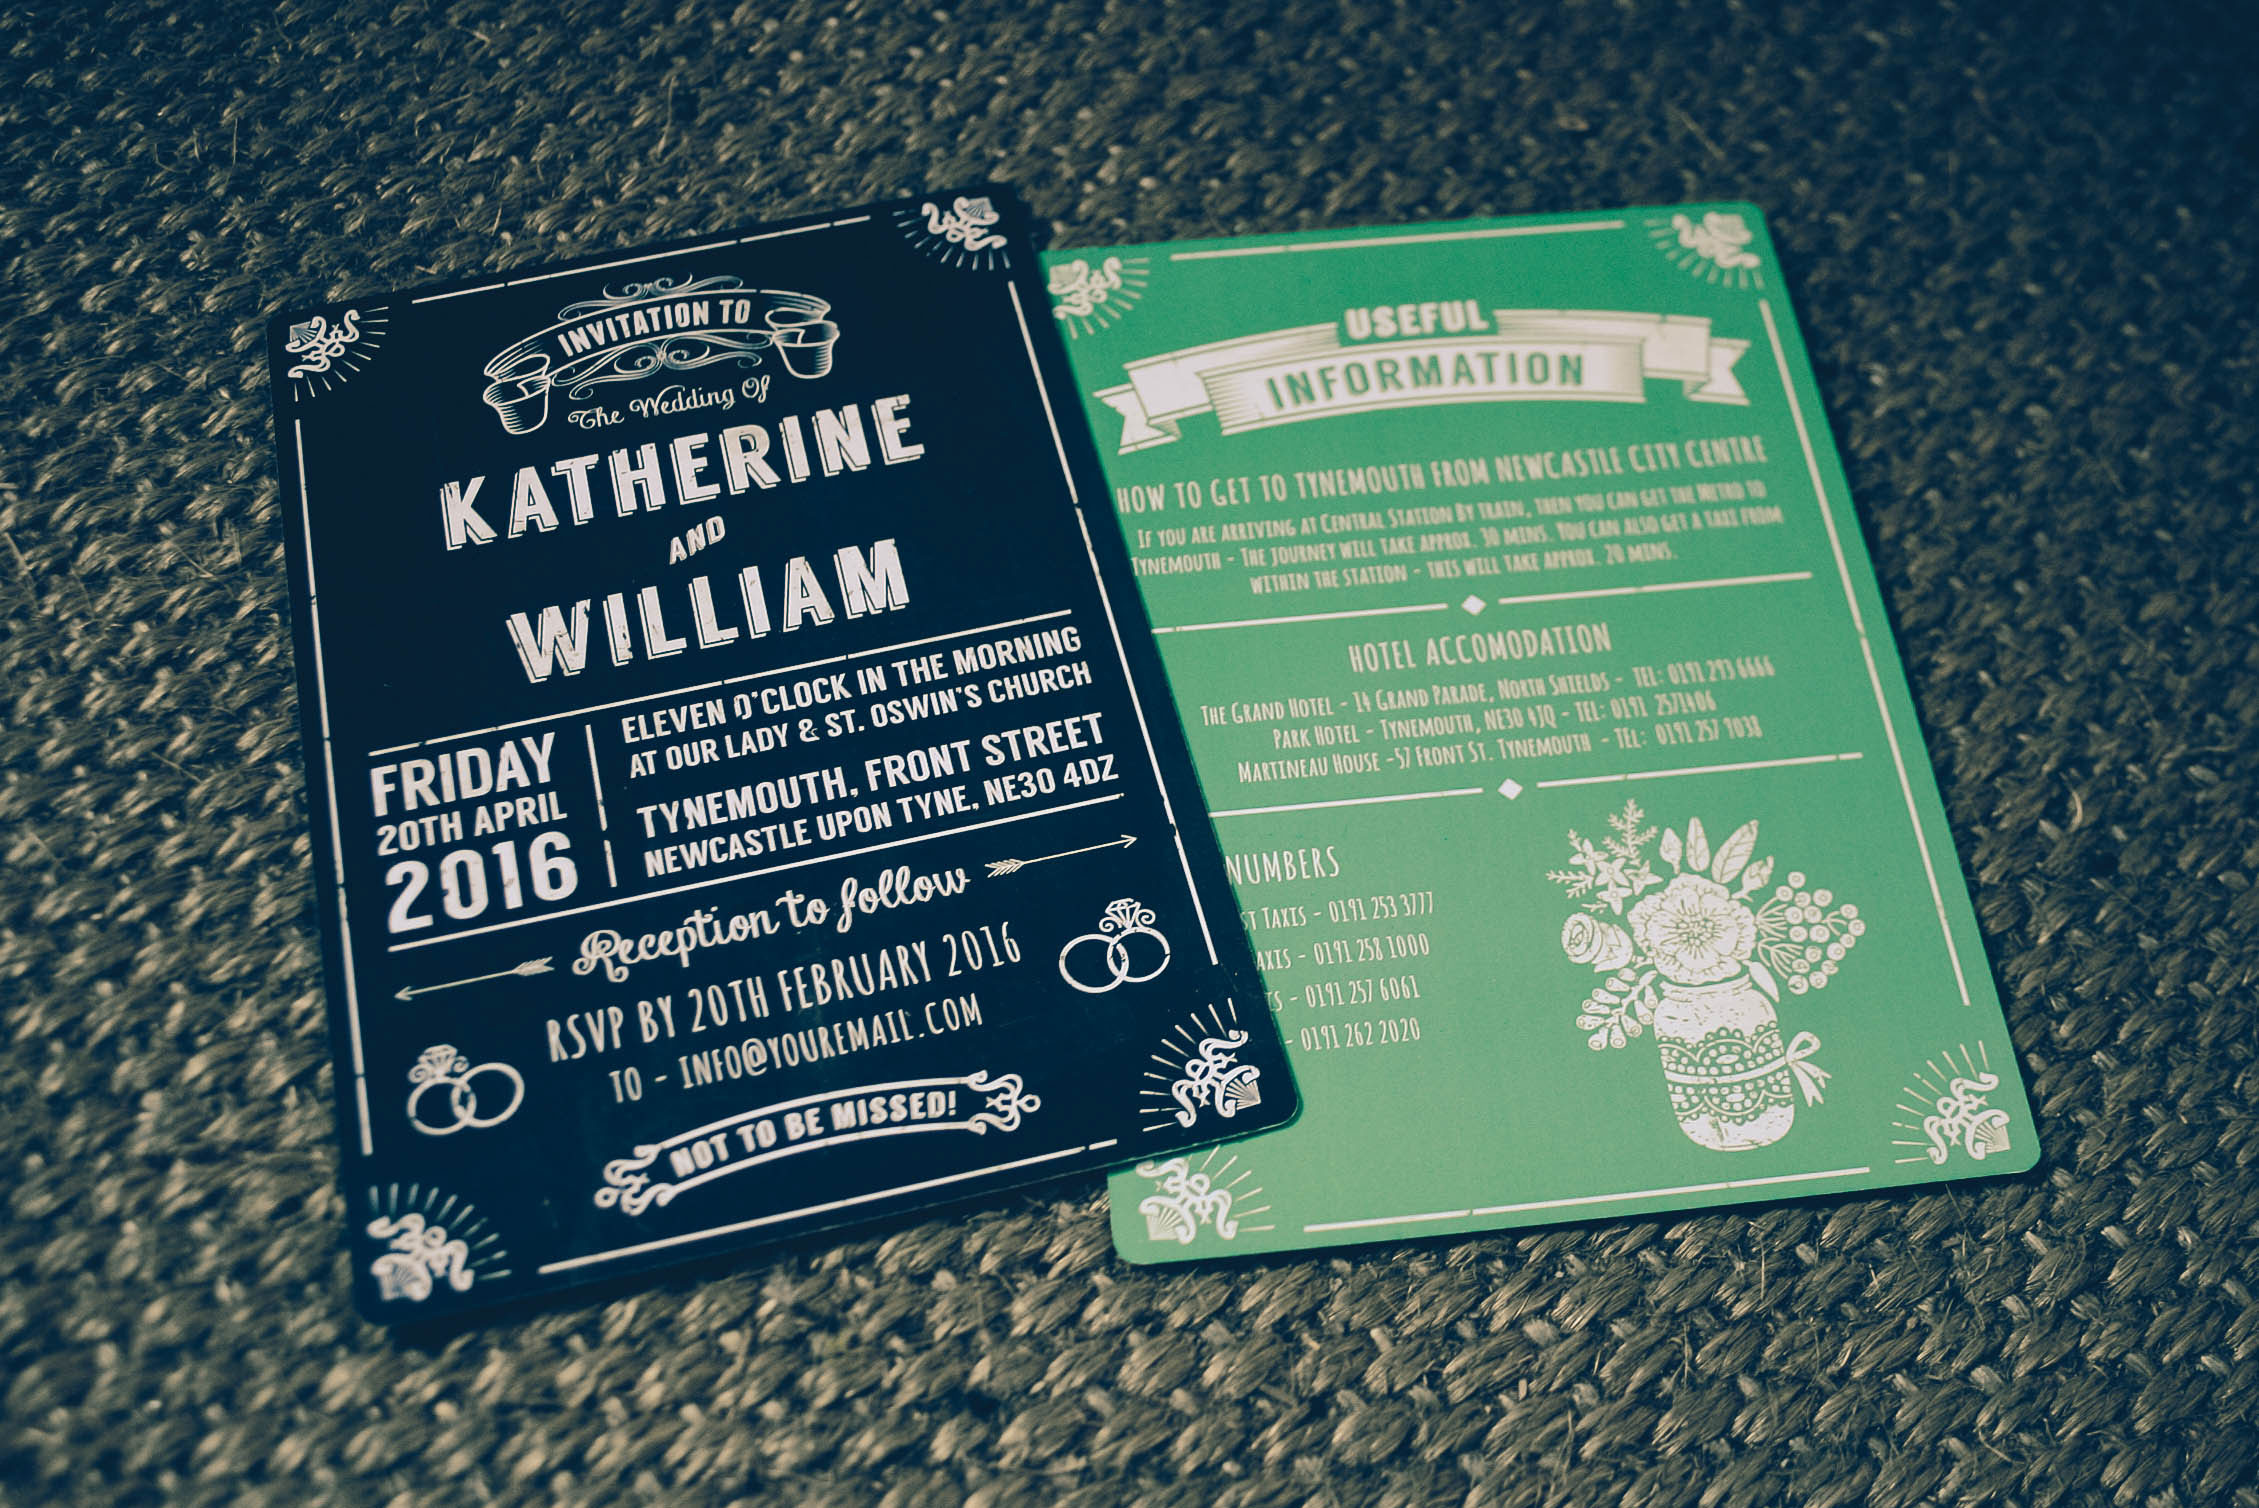 INVITATION TO
The Wedding Of
KATHERINE
AND
WILLIAM
FRIDAY
20TH APRIL
2016
ELEVEN O'CLOCK IN THE MORNING
AT OUR LADY & ST. OSWIN'S CHURCH
TYNEMOUTH, FRONT STREET
NEWCASTLE UPON TYNE, NE30 4DZ
Reception to follow
RSVP BY 20TH FEBRUARY 2016
TO - INFO@YOUREMAIL.COM
NOT TO BE MISSED!
USEFUL
INFORMATION
HOW TO GET TO TYNEMOUTH FROM NEWCASTLE CITY CENTRE
IF YOU ARE ARRIVING AT CENTRAL STATION BY TRAIN, THEN YOU CAN GET THE METRO TO
TYNEMOUTH - THE JOURNEY WILL TAKE APPROX. 30 MINS. YOU CAN ALSO GET A TAXI FROM
WITHIN THE STATION - THIS WILL TAKE APPROX. 20 MINS.
HOTEL ACCOMODATION
THE GRAND HOTEL - 14 GRAND PARADE, NORTH SHIELDS - TEL: 0191 293 6666
PARK HOTEL - TYNEMOUTH, NE30 4JQ - TEL: 0191 2571406
MARTINEAU HOUSE -57 FRONT ST. TYNEMOUTH - TEL: 0191 257 7038
NUMBERS
ST TAXIS - 0191 253 3777
AXIS - 0191 258 1000
TS - 0191 257 6061
- 0191 262 2020